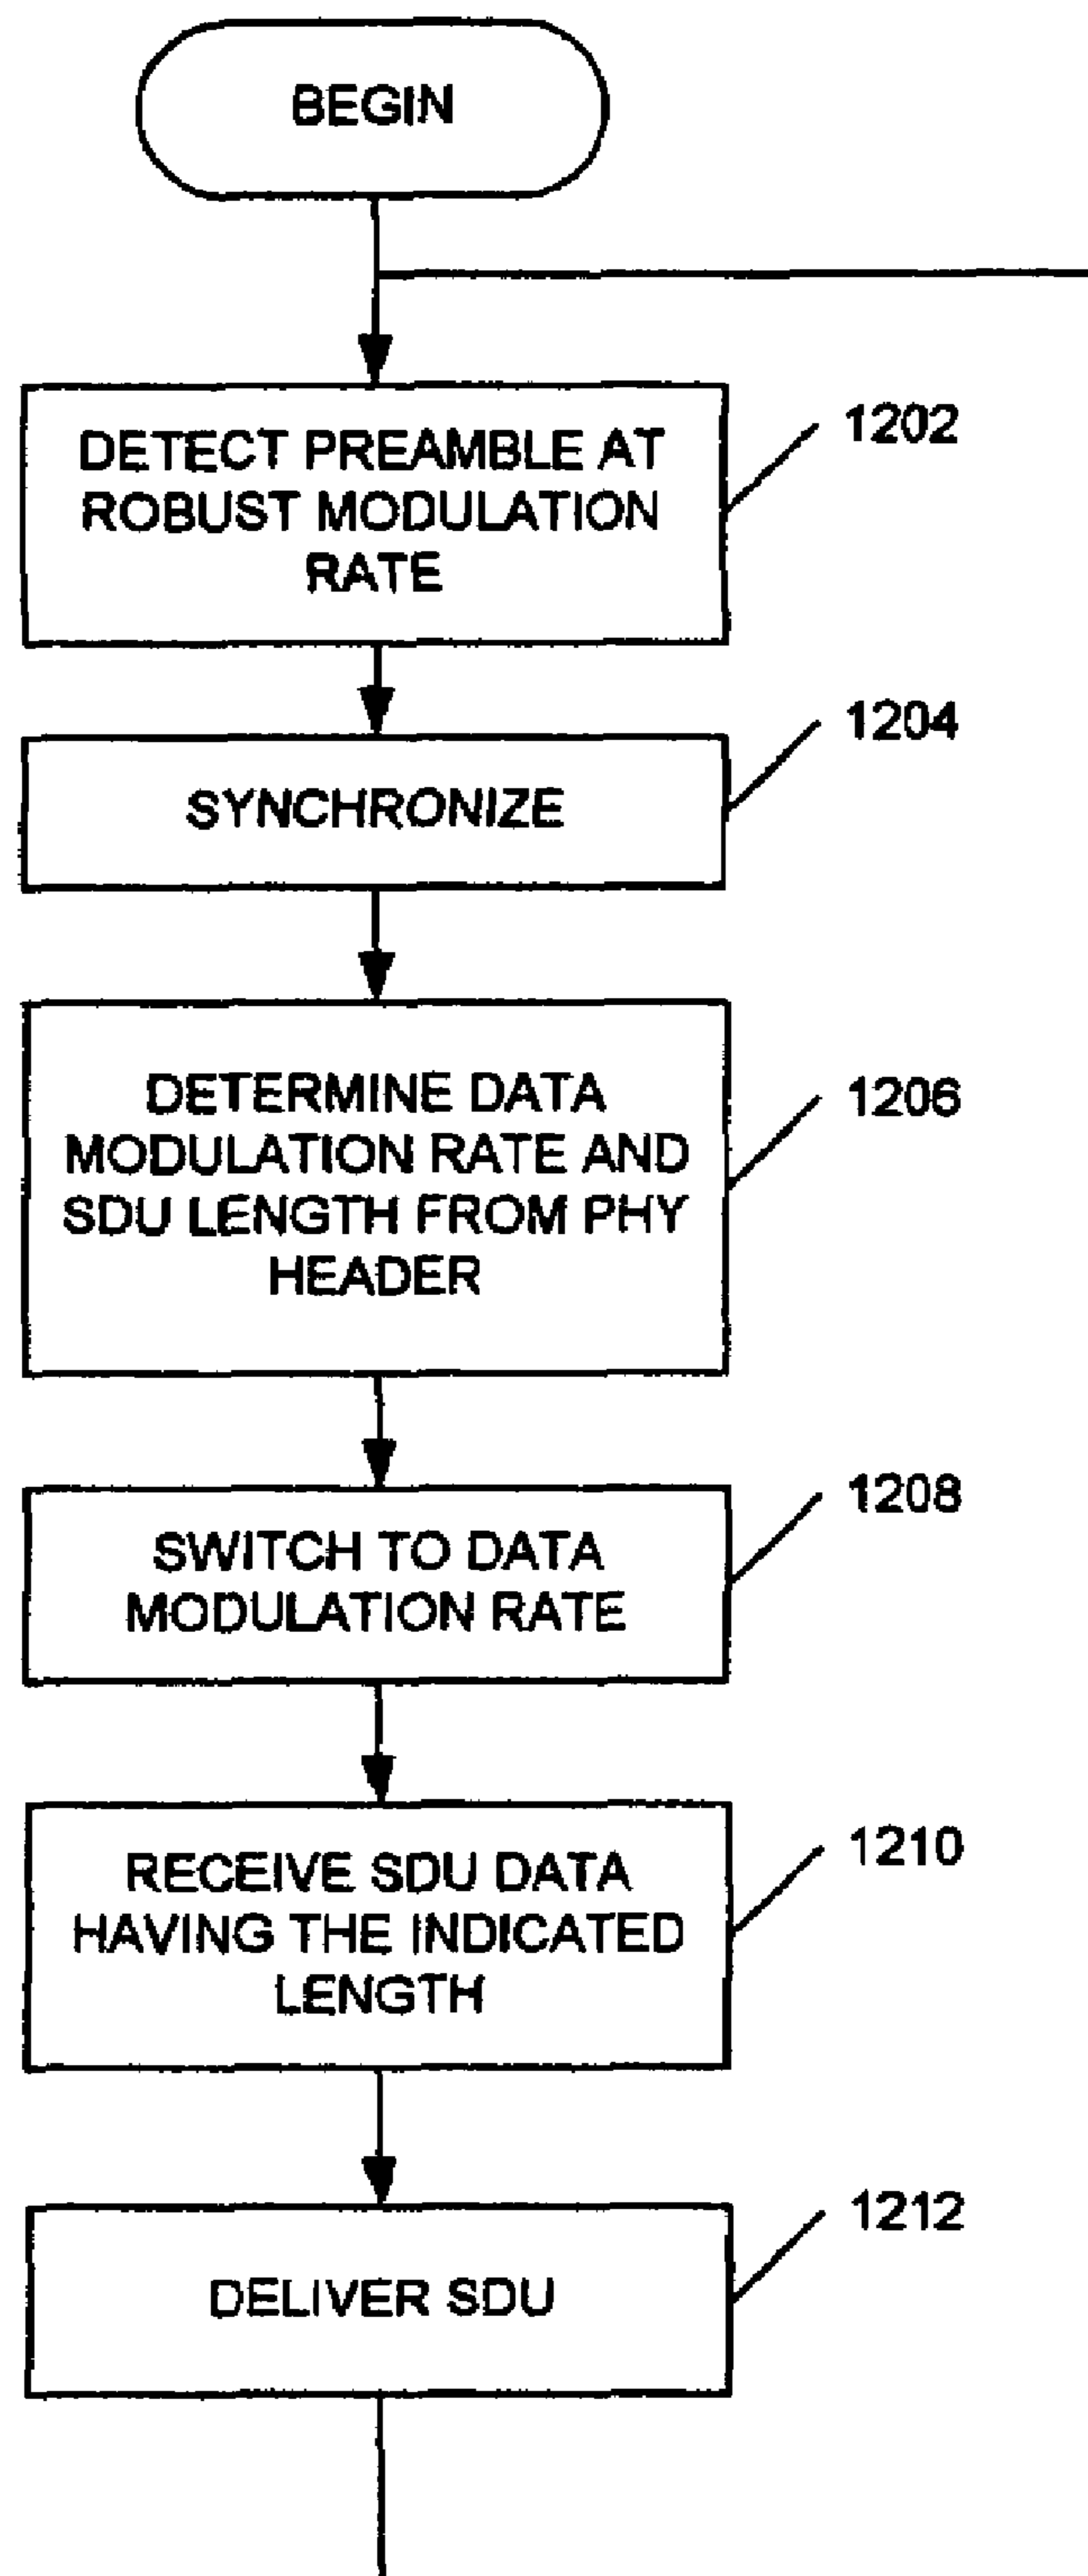 BEGIN
DETECT PREAMBLE AT
ROBUST MODULATION
RATE
1202
SYNCHRONIZE
1204
DETERMINE DATA
MODULATION RATE AND
SDU LENGTH FROM PHY
HEADER
1206
SWITCH TO DATA
MODULATION RATE
1208
RECEIVE SDU DATA
HAVING THE INDICATED
LENGTH
1210
DELIVER SDU
1212